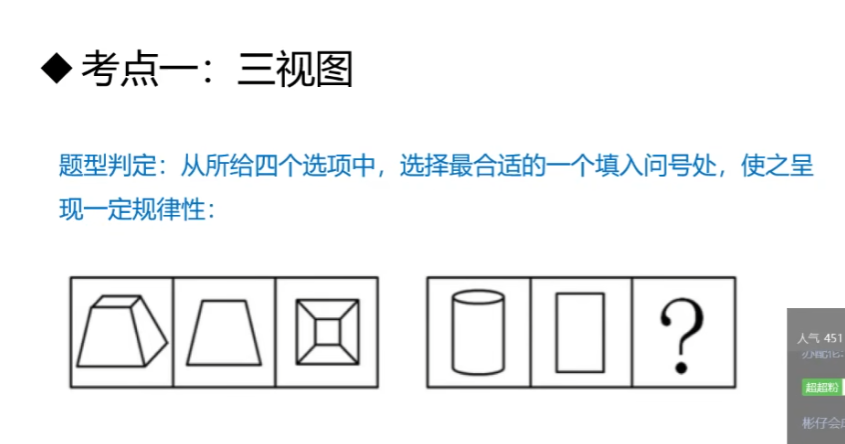 ◆ 考点一：三视图
题型判定：从所给四个选项中，选择最合适的一个填入问号处，使之呈
现一定规律性：
?
人气 451
超超粉
彬仔会